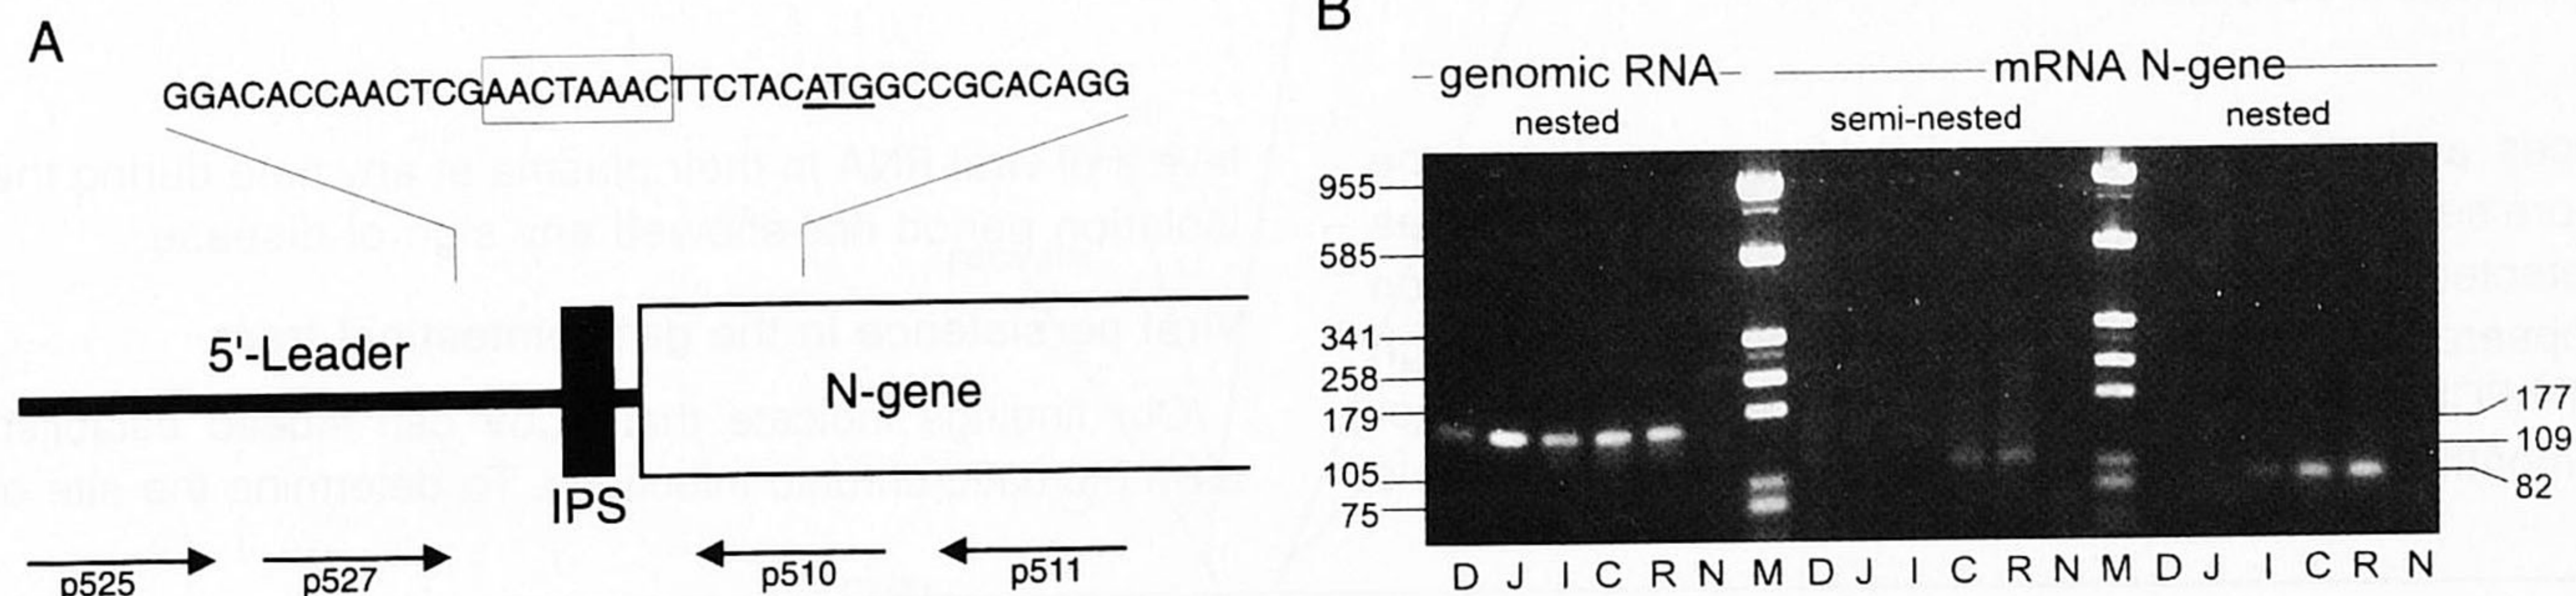 A
GGACACCAACTCGAACTAAACTTCTACATGGCCGCACAGG
5'-Leader
N-gene
IPS
p525
p527
p510
p511
B
genomic RNA
mRNA N-gene
nested
semi-nested
nested
955
585
341
258
179
105
75
177
109
82
D J I C R N M D J I C R N M D J I C R N